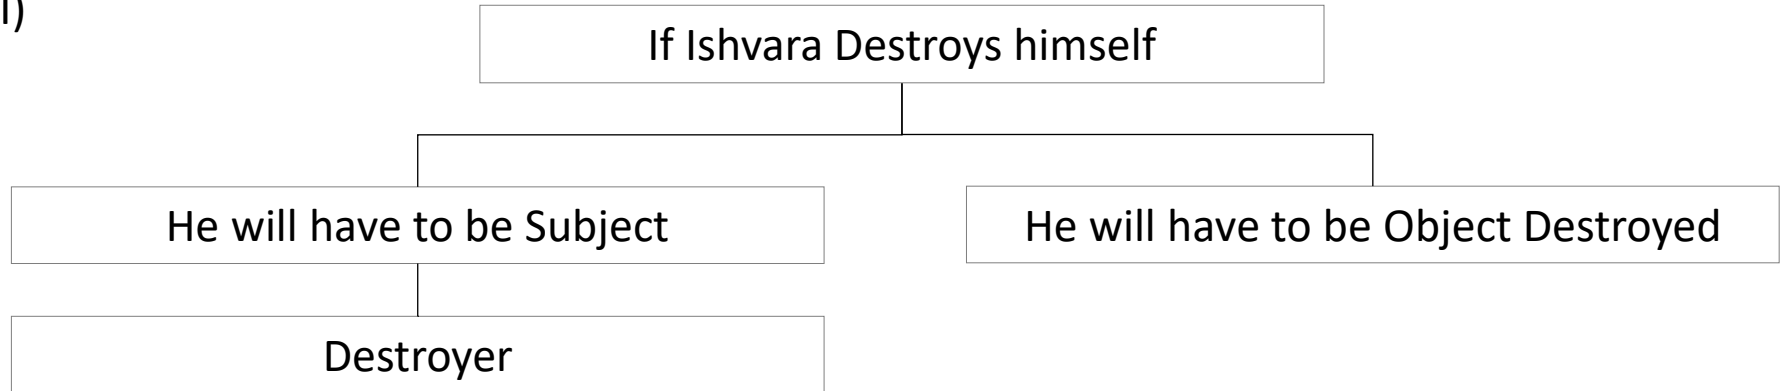 If Ishvara Destroys himself
He will have to be Subject
He will have to be Object Destroyed
Destroyer